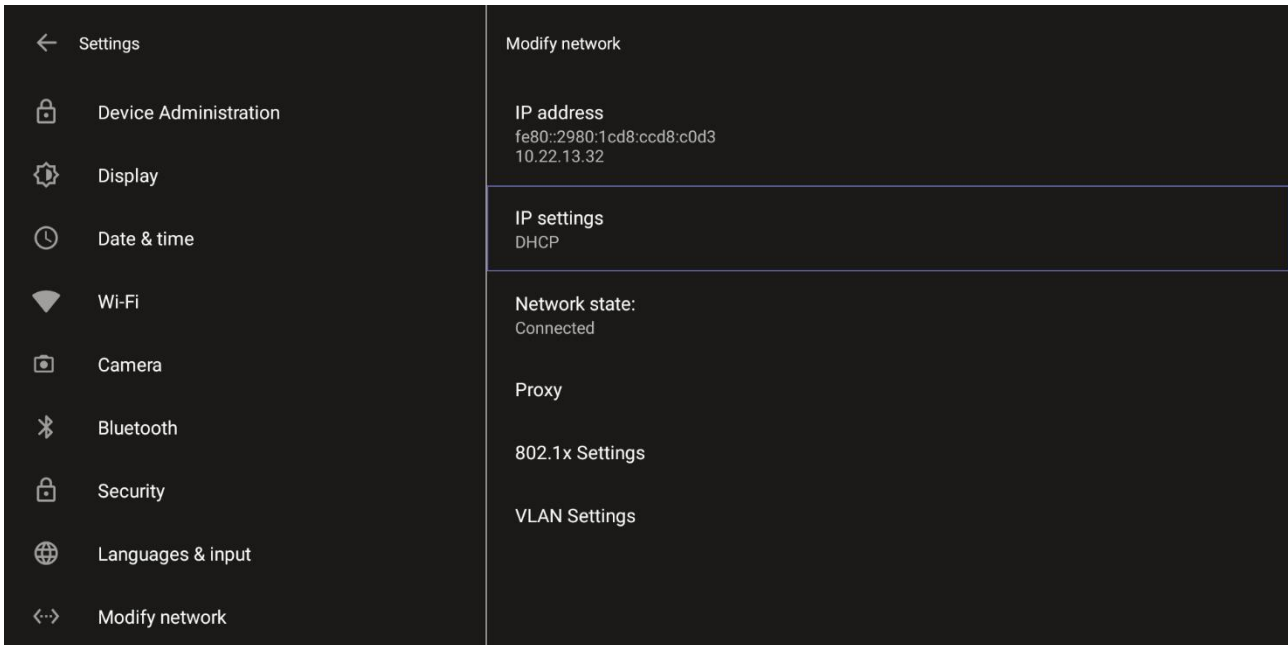 Settings
Device Administration
Display
Date & time
Wi-Fi
Camera
Bluetooth
Security
Languages & input
Modify network
Modify network
IP address
fe80::2980:1cd8:ccd8:c0d3
10.22.13.32
IP settings
DHCP
Network state:
Connected
Proxy
802.1x Settings
VLAN Settings